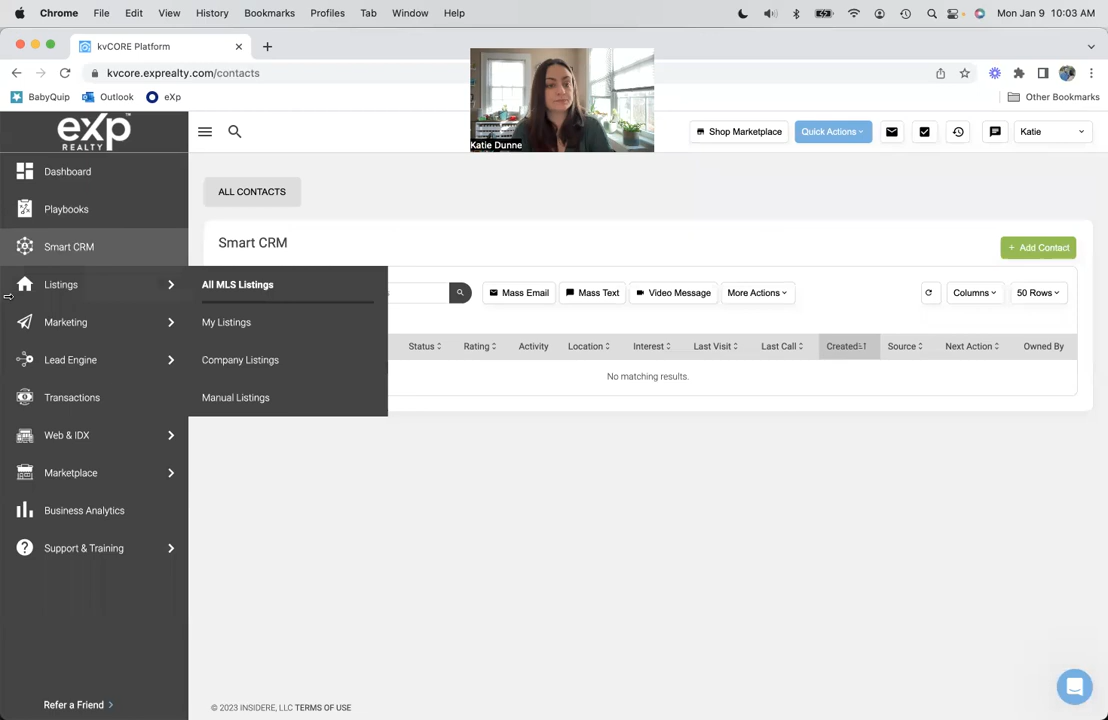 Chrome File Edit View History Bookmarks Profiles Tab Window Help Mon Jan 9 10:03 AM
kvCORE Platform
kvcore.exprealty.com/contacts
BabyQuip Outlook eXp Other Bookmarks
Katie Dunne
eXp
REALTY
Shop Marketplace Quick Actions Katie
Dashboard
Playbooks
Smart CRM
Listings
Marketing
Lead Engine
Transactions
Web & IDX
Marketplace
Business Analytics
Support & Training
Refer a Friend
All MLS Listings
My Listings
Company Listings
Manual Listings
ALL CONTACTS
Smart CRM
+ Add Contact
Mass Email Mass Text Video Message More Actions Columns 50 Rows
Status Rating Activity Location Interest Last Visit Last Call Created Source Next Action Owned By
No matching results.
© 2023 INSIDERE, LLC TERMS OF USE